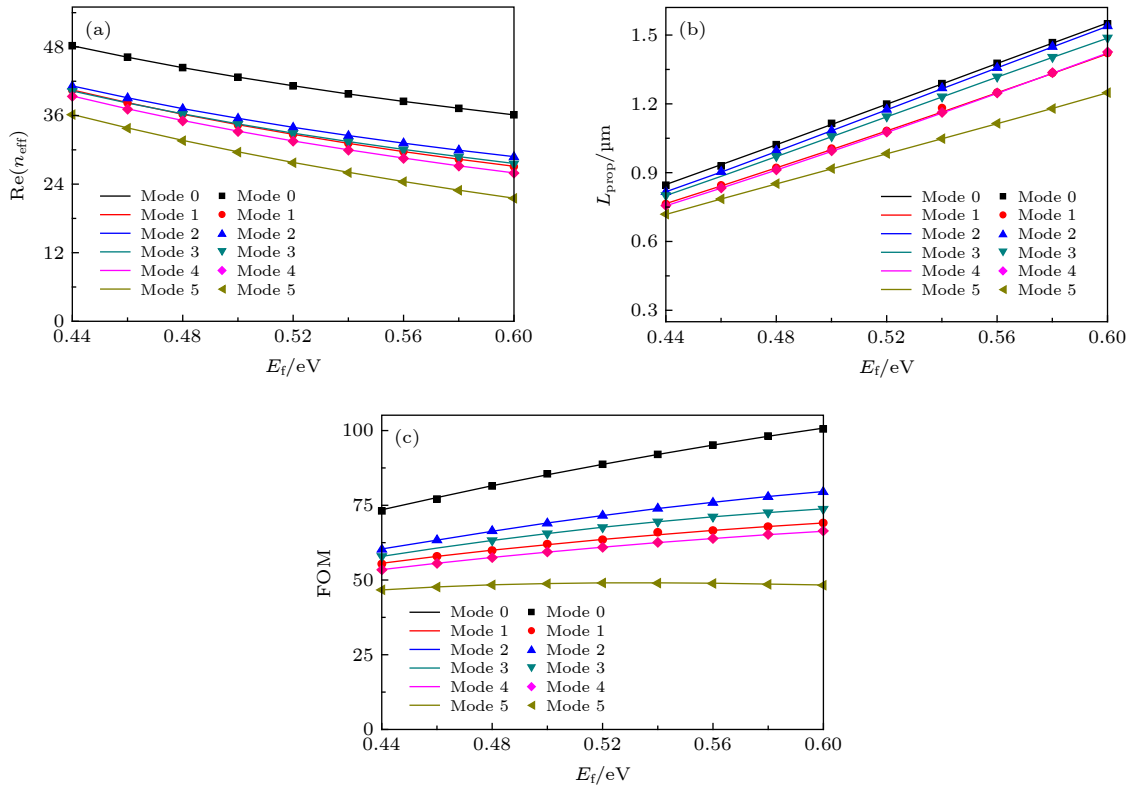 (a)
48
36
24
12
0
Re(n_eff)
Mode 0 Mode 0
Mode 1 Mode 1
Mode 2 Mode 2
Mode 3 Mode 3
Mode 4 Mode 4
Mode 5 Mode 5
0.44 0.48 0.52 0.56 0.60
E_f/eV
(b)
1.5
1.2
0.9
0.6
0.3
L_prop/μm
Mode 0 Mode 0
Mode 1 Mode 1
Mode 2 Mode 2
Mode 3 Mode 3
Mode 4 Mode 4
Mode 5 Mode 5
0.44 0.48 0.52 0.56 0.60
E_f/eV
(c)
100
75
50
25
0
FOM
Mode 0 Mode 0
Mode 1 Mode 1
Mode 2 Mode 2
Mode 3 Mode 3
Mode 4 Mode 4
Mode 5 Mode 5
0.44 0.48 0.52 0.56 0.60
E_f/eV